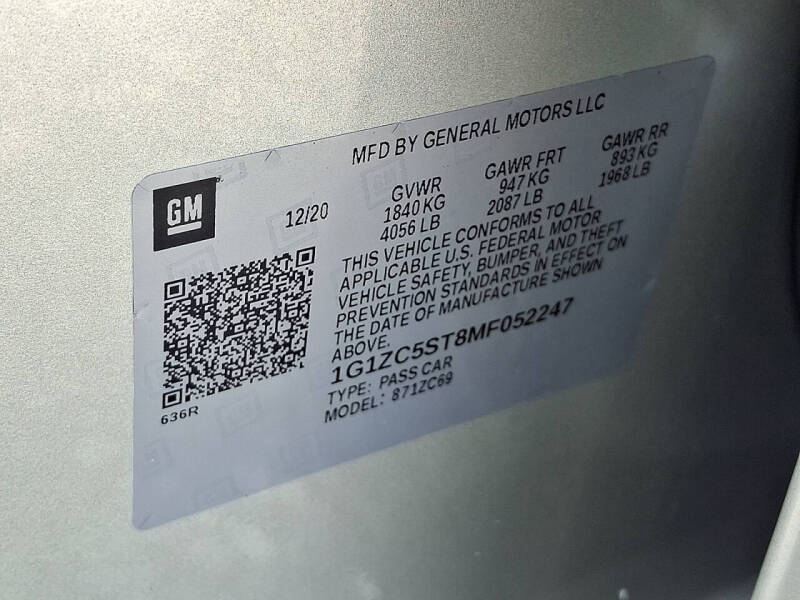 MFD BY GENERAL MOTORS LLC
GM
12/20
GVWR
1840 KG
4056 LB
GAWR FRT
947 KG
2087 LB
GAWR RR
893 KG
1968 LB
THIS VEHICLE CONFORMS TO ALL
APPLICABLE U.S. FEDERAL MOTOR
VEHICLE SAFETY, BUMPER, AND THEFT
PREVENTION STANDARDS IN EFFECT ON
THE DATE OF MANUFACTURE SHOWN
ABOVE.
1G1ZC5ST8MF052247
TYPE: PASS CAR
MODEL: 871ZC69
636R